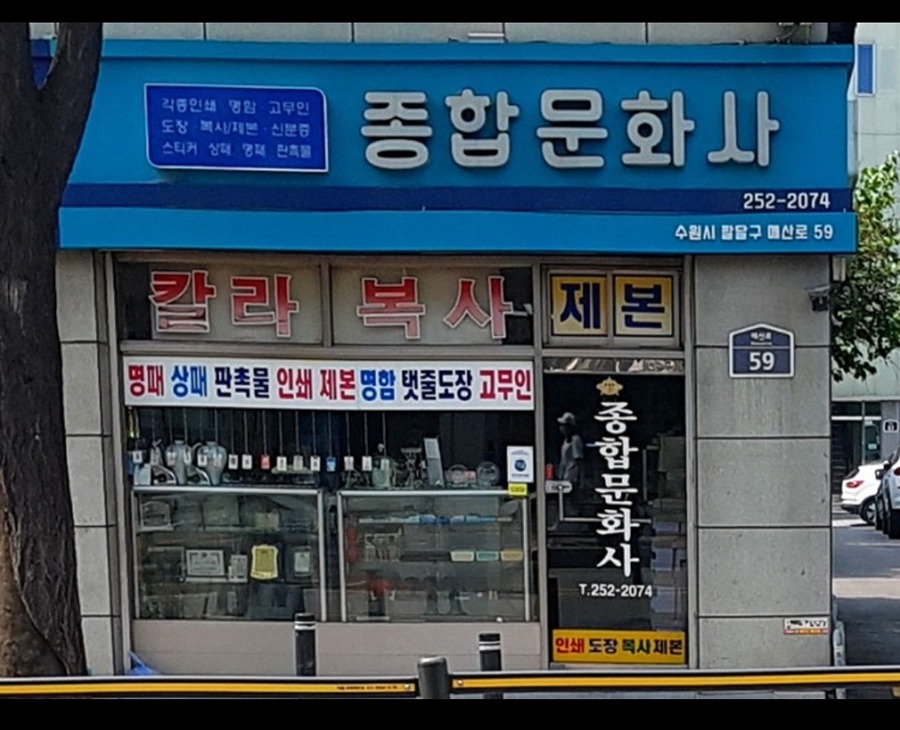 각종인쇄 · 명함 · 고무인
도장 · 복사/제본 · 신분증
스티커 상패 명패 판촉물
종합문화사
252-2074
수원시 팔달구 매산로 59
칼라 복사 제본
매산로
59
명패 상패 판촉물 인쇄 제본 명함 탯줄도장 고무인
종합문화사
T.252-2074
인쇄 도장 복사 제본